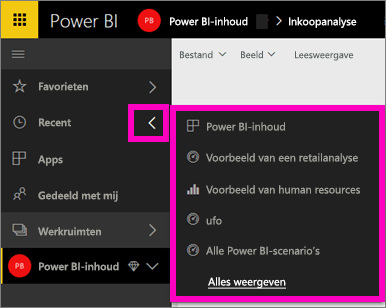 Power BI PB Power BI-inhoud Inkoopanalyse
Bestand Beeld Leesweergave
Favorieten
Recent
Apps
Gedeeld met mij
Werkruimten
PB Power BI-inhoud
Power BI-inhoud
Voorbeeld van een retailanalyse
Voorbeeld van human resources
ufo
Alle Power BI-scenario's
Alles weergeven